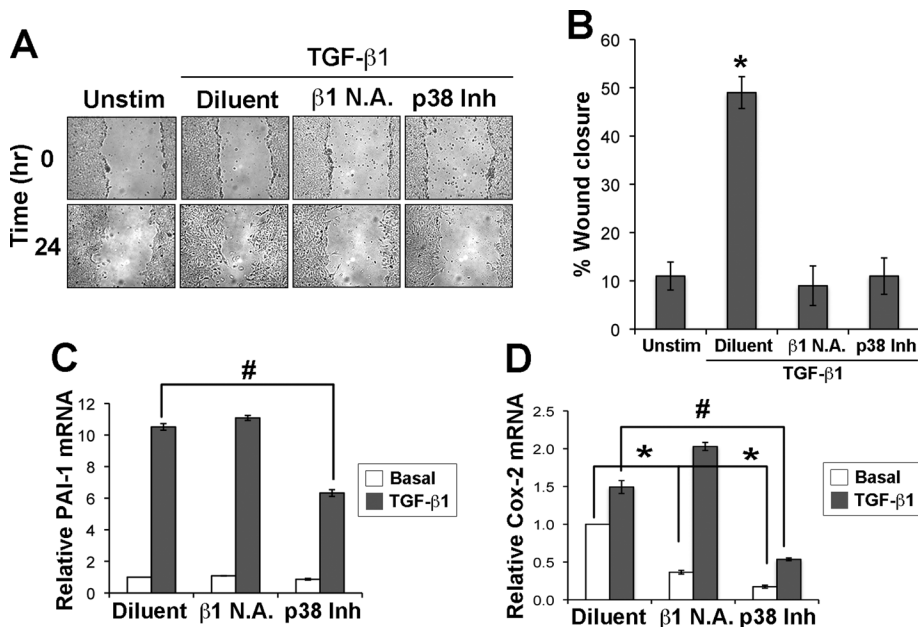 A
TGF-β1
Unstim Diluent β1 N.A. p38 Inh
Time (hr)
0
24
B
% Wound closure
60
50
40
30
20
10
0
*
Unstim Diluent β1 N.A. p38 Inh
TGF-β1
C
Relative PAI-1 mRNA
12
10
8
6
4
2
0
#
Basal
TGF-β1
Diluent β1 N.A. p38 Inh
D
Relative Cox-2 mRNA
2.5
2.0
1.5
1.0
0.5
0.0
#
* *
Basal
TGF-β1
Diluent β1 N.A. p38 Inh